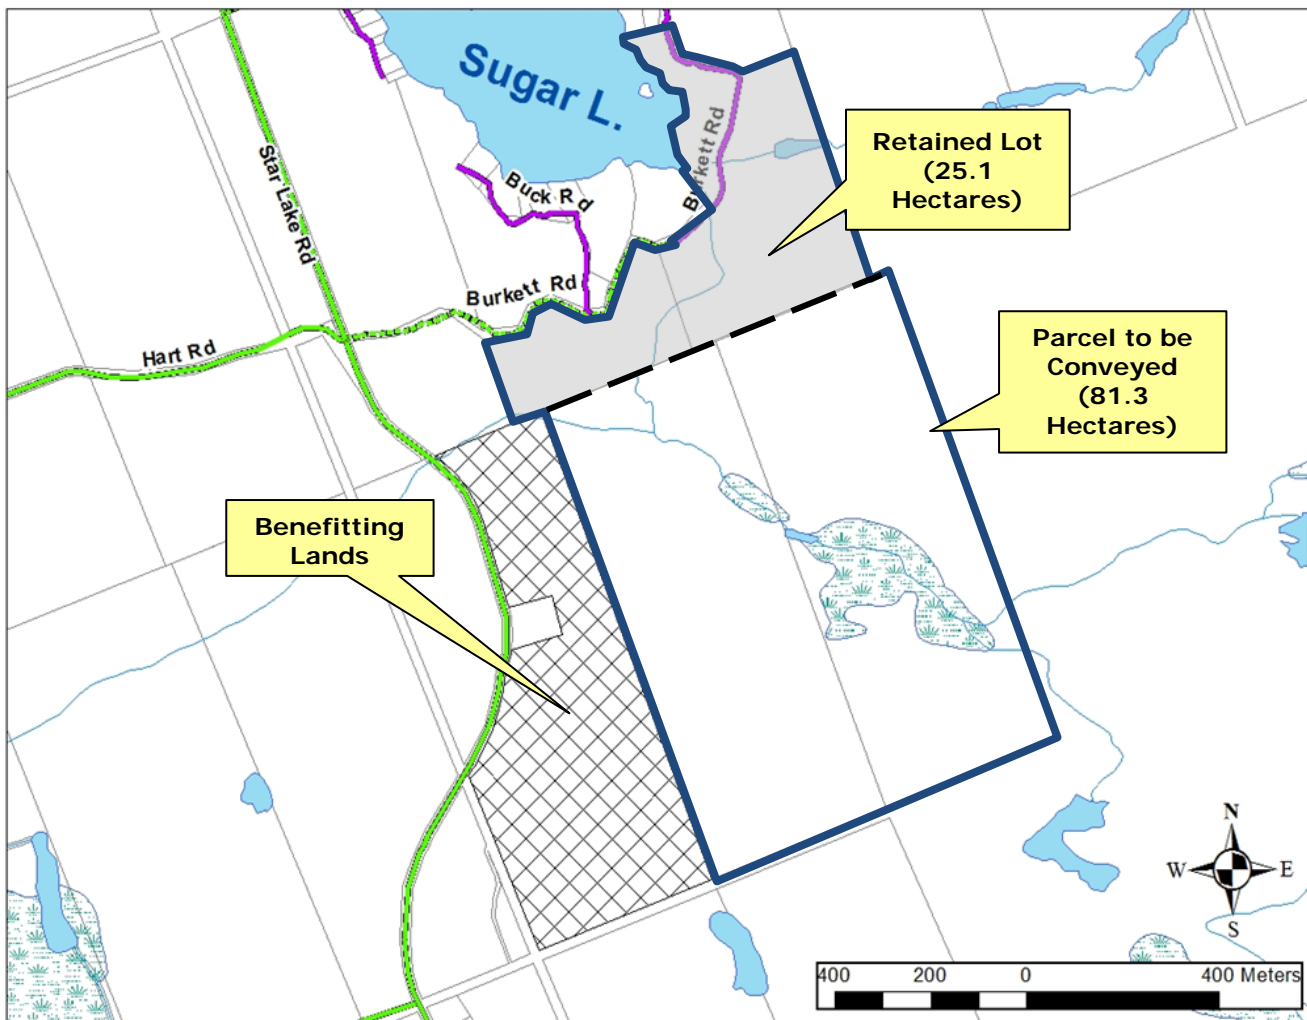 Sugar L.
Retained Lot
(25.1
Hectares)
Burkett Rd
Star Lake Rd
Buck Rd
Burkett Rd
Hart Rd
Parcel to be
Conveyed
(81.3
Hectares)
Benefitting
Lands
N
W E
S
400 200 0 400 Meters